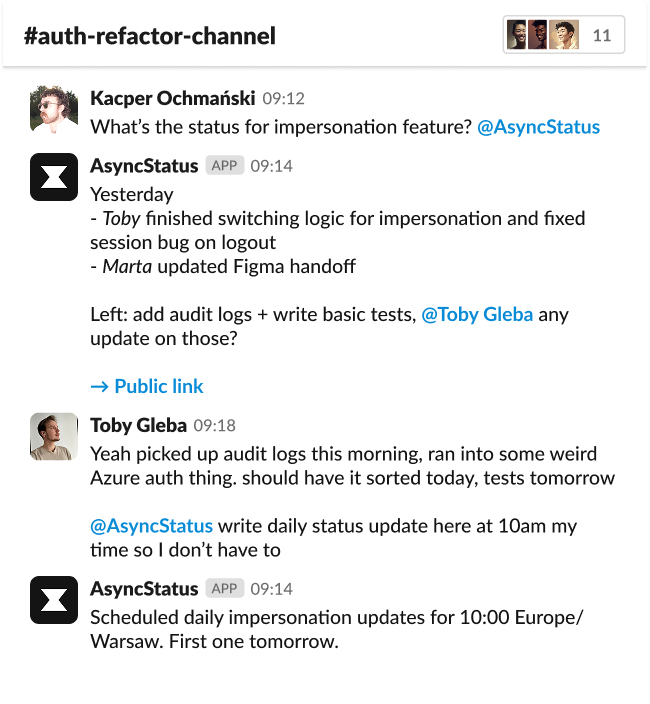 #auth-refactor-channel
11
Kacper Ochmański 09:12
What's the status for impersonation feature? @AsyncStatus
AsyncStatus APP 09:14
Yesterday
- Toby finished switching logic for impersonation and fixed
session bug on logout
- Marta updated Figma handoff
Left: add audit logs + write basic tests, @Toby Gleba any
update on those?
→ Public link
Toby Gleba 09:18
Yeah picked up audit logs this morning, ran into some weird
Azure auth thing. should have it sorted today, tests tomorrow
@AsyncStatus write daily status update here at 10am my
time so I don't have to
AsyncStatus APP 09:14
Scheduled daily impersonation updates for 10:00 Europe/
Warsaw. First one tomorrow.